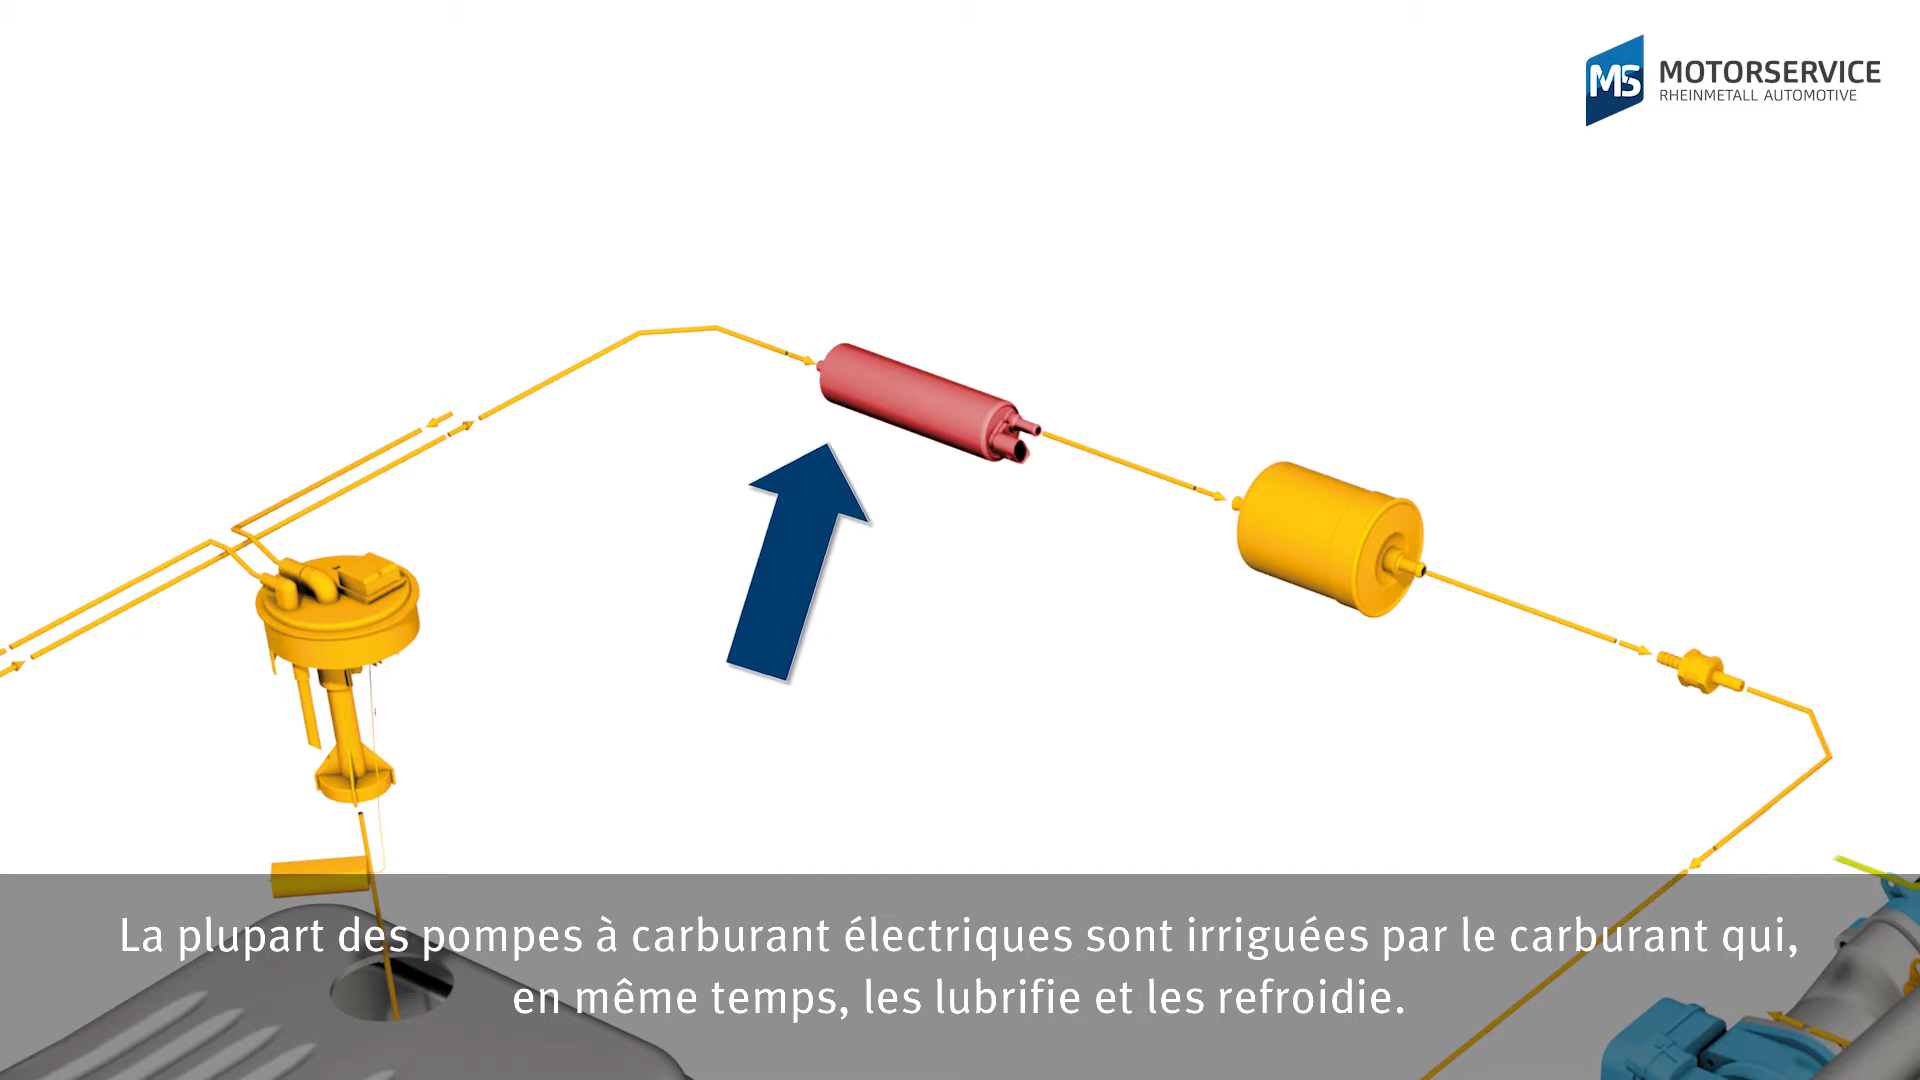 MS
MOTORSERVICE
RHEINMETALL AUTOMOTIVE
La plupart des pompes à carburant électriques sont irriguées par le carburant qui,
en même temps, les lubrifie et les refroidie.